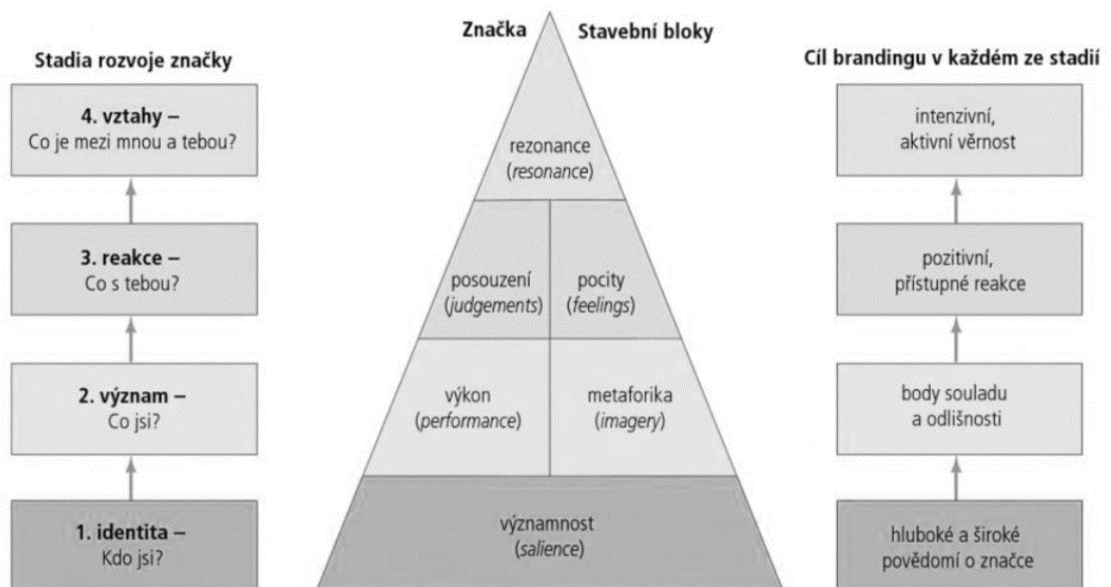 Značka
Stavební bloky
Stadia rozvoje značky
Cíl brandingu v každém ze stadií
4. vztahy –
Co je mezi mnou a tebou?
rezonance
(resonance)
intenzivní,
aktivní věrnost
3. reakce –
Co s tebou?
posouzení
(judgements)
pocity
(feelings)
pozitivní,
přístupné reakce
2. význam –
Co jsi?
výkon
(performance)
metaforika
(imagery)
body souladu
a odlišnosti
1. identita –
Kdo jsi?
významnost
(salience)
hluboké a široké
povědomí o značce